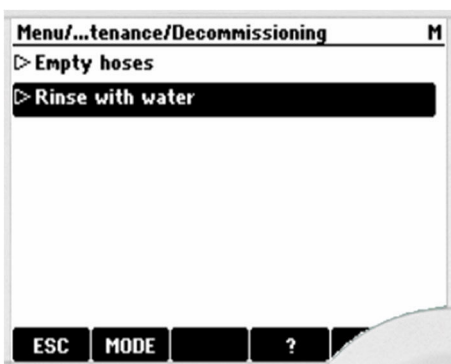 Menu/...tenance/Decommissioning M
▷Empty hoses
▷Rinse with water
ESC MODE ?